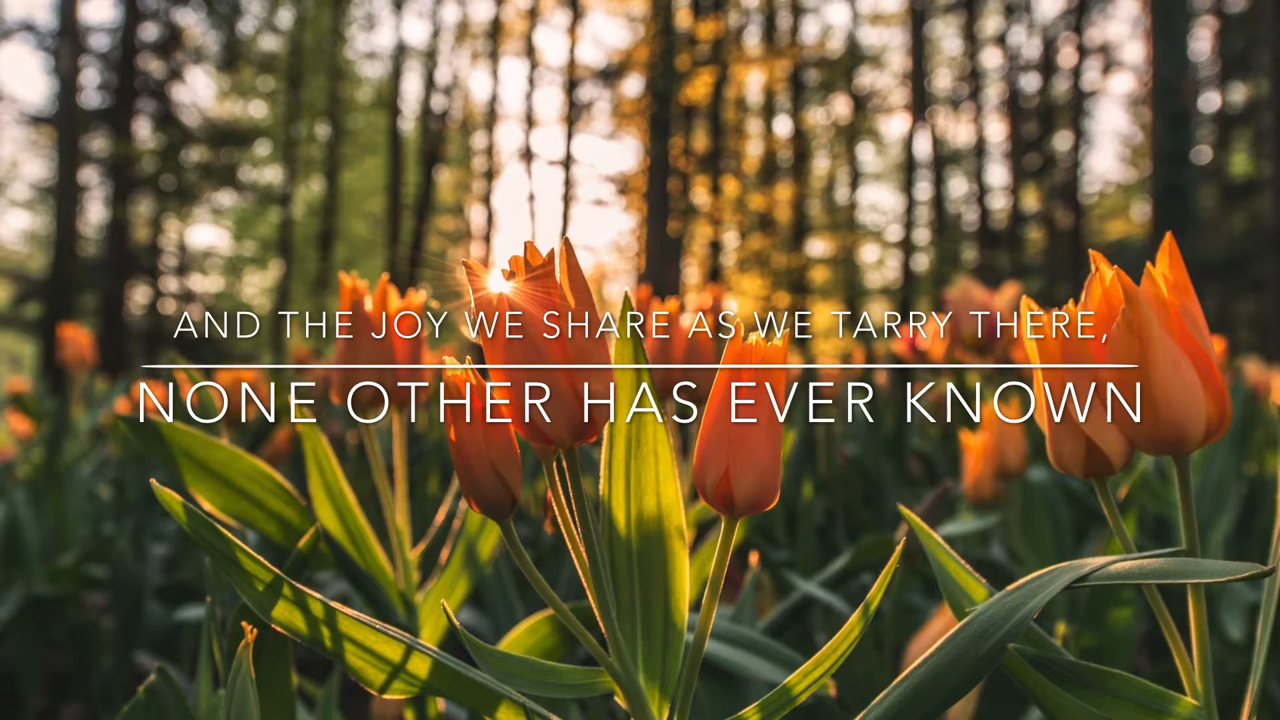 AND THE JOY WE SHARE AS WE TARRY THERE,
NONE OTHER HAS EVER KNOWN